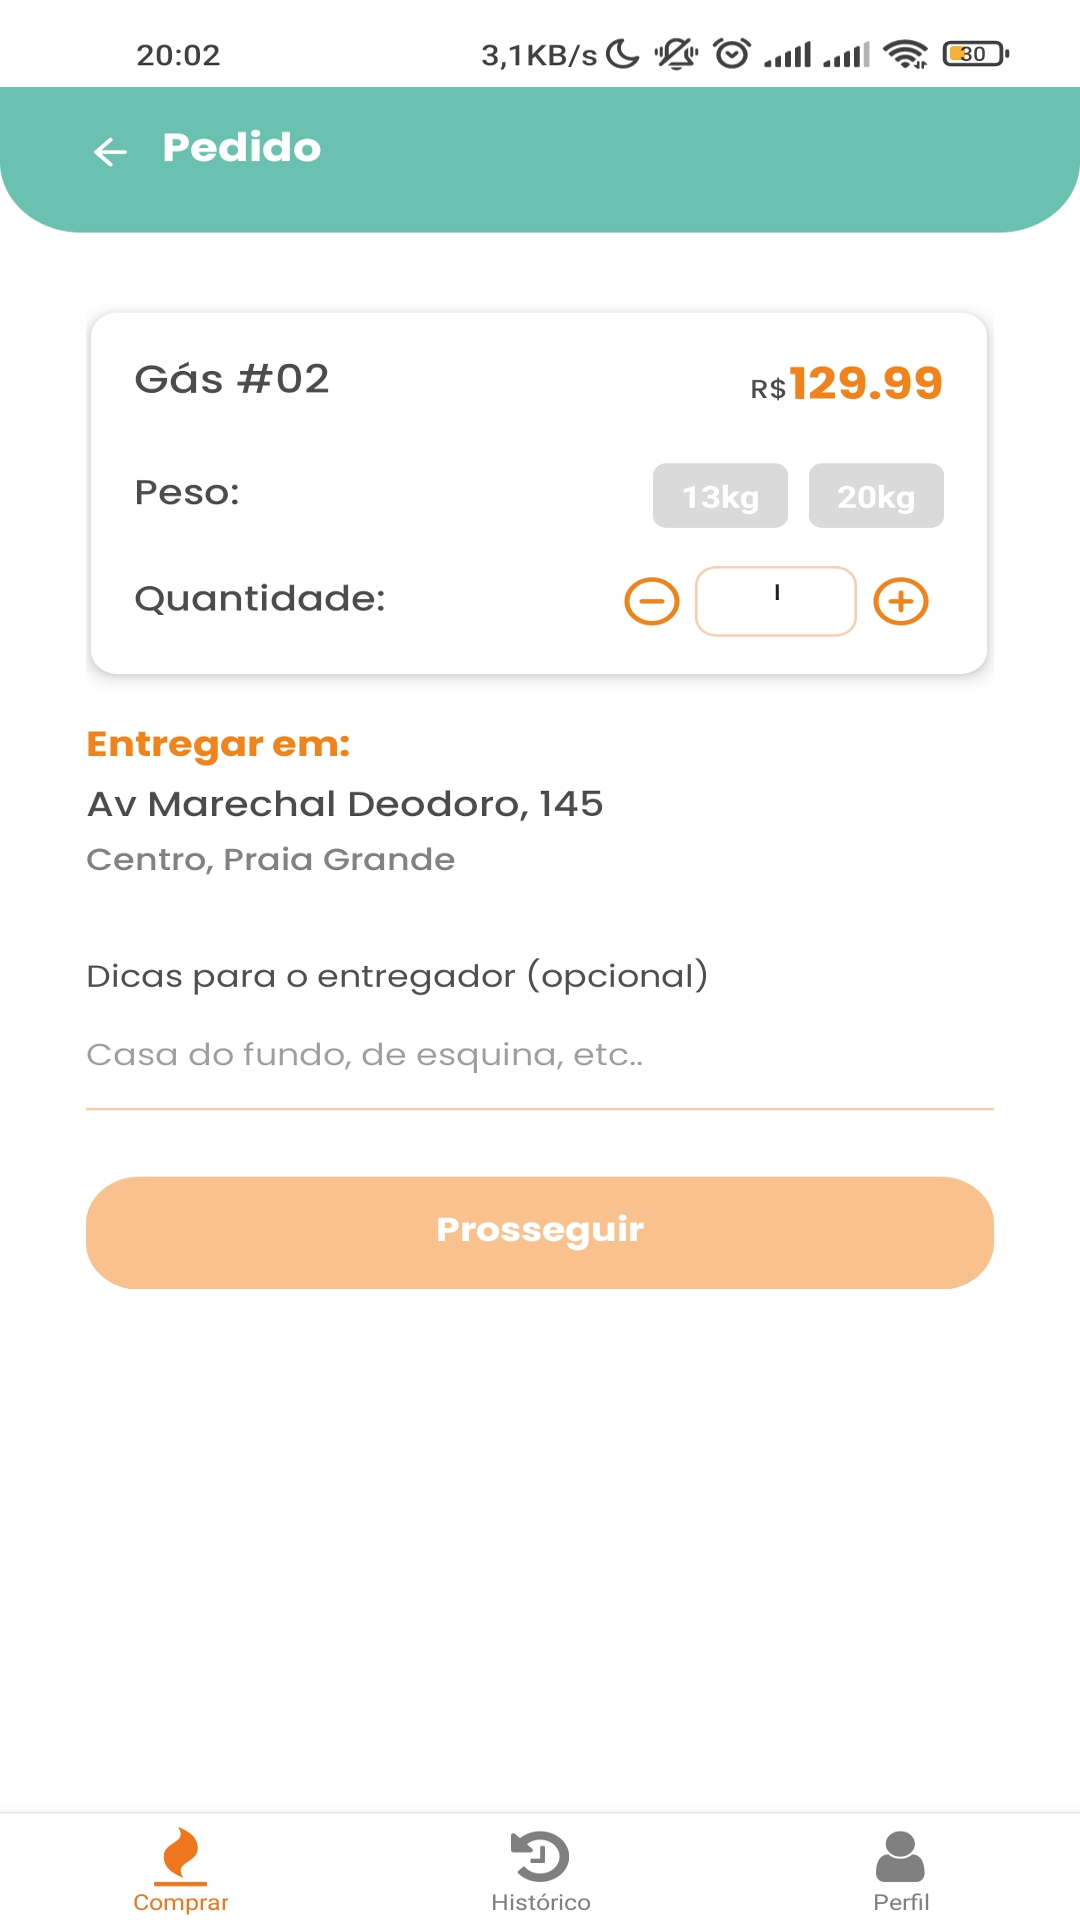 20:02
3,1KB/s
30
Pedido
Gás #02
R$129.99
Peso:
13kg
20kg
Quantidade:
Entregar em:
Av Marechal Deodoro, 145
Centro, Praia Grande
Dicas para o entregador (opcional)
Casa do fundo, de esquina, etc..
Prosseguir
Comprar
Histórico
Perfil